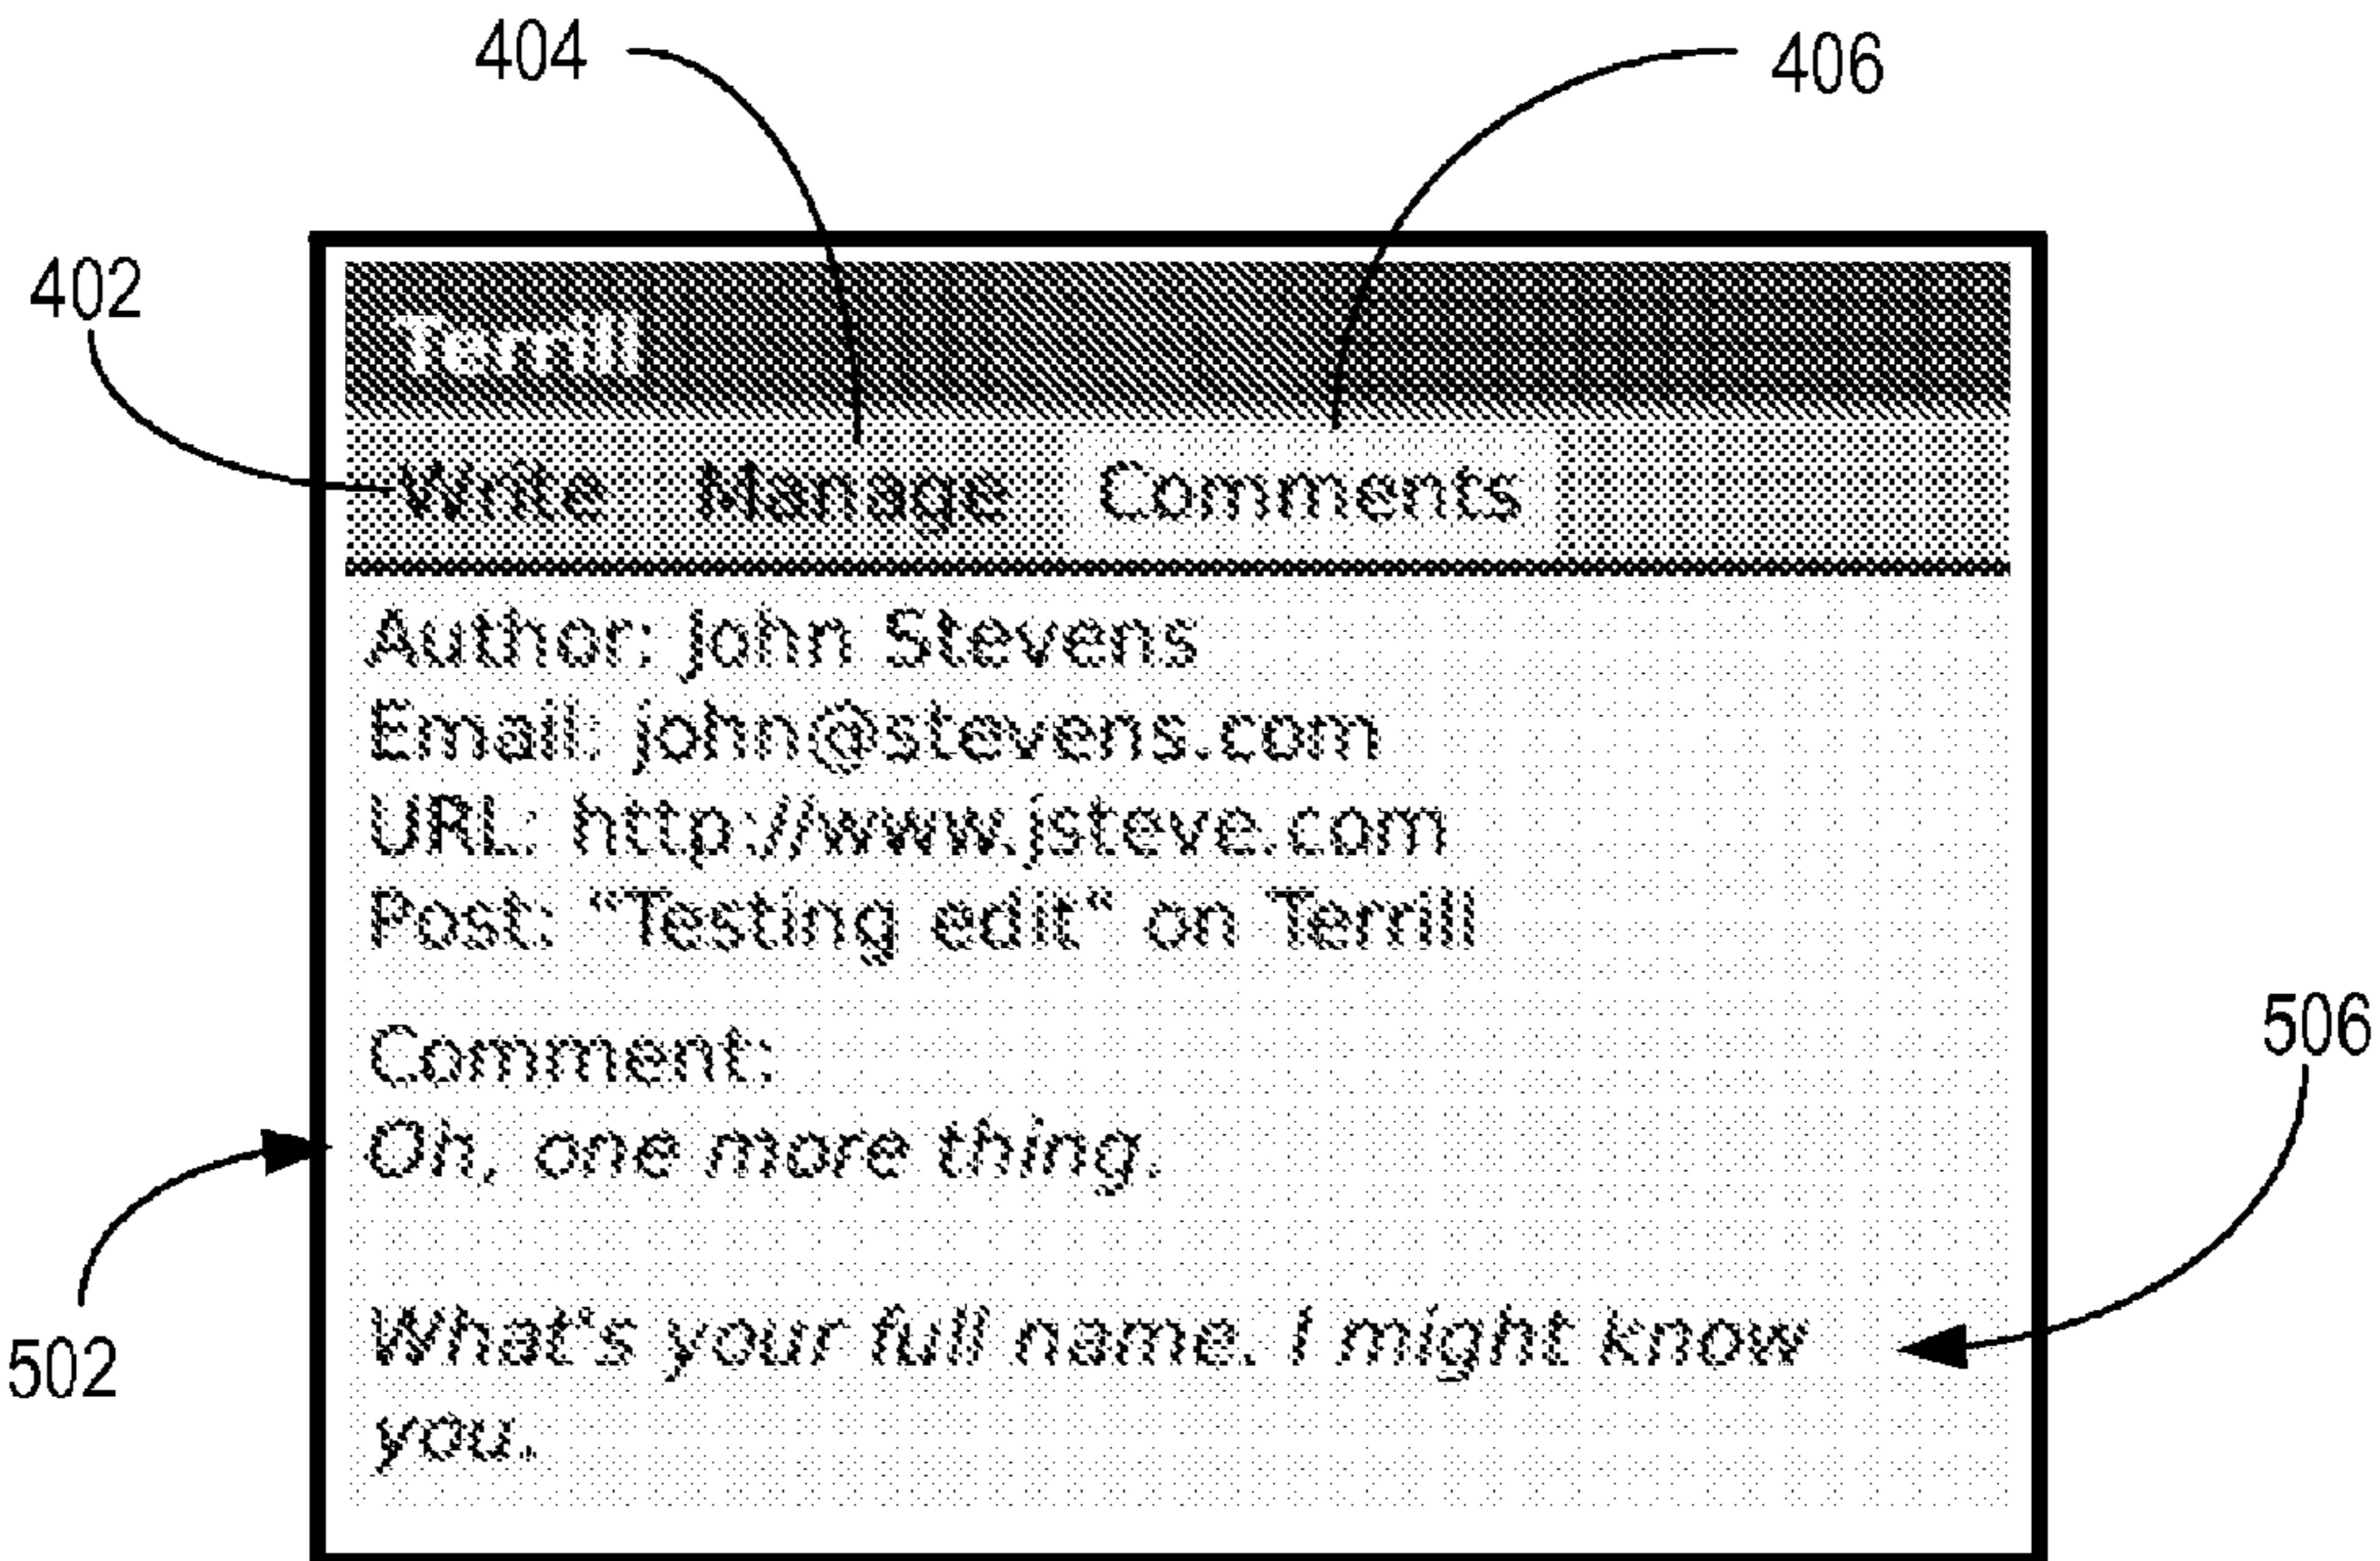 404
406
402
Terrill
Write Manage Comments
Author: John Stevens
Email: john@stevens.com
URL: http://www.jsteve.com
Post: "Testing edit" on Terrill
Comment:
Oh, one more thing.
What's your full name. I might know
you.
506
502